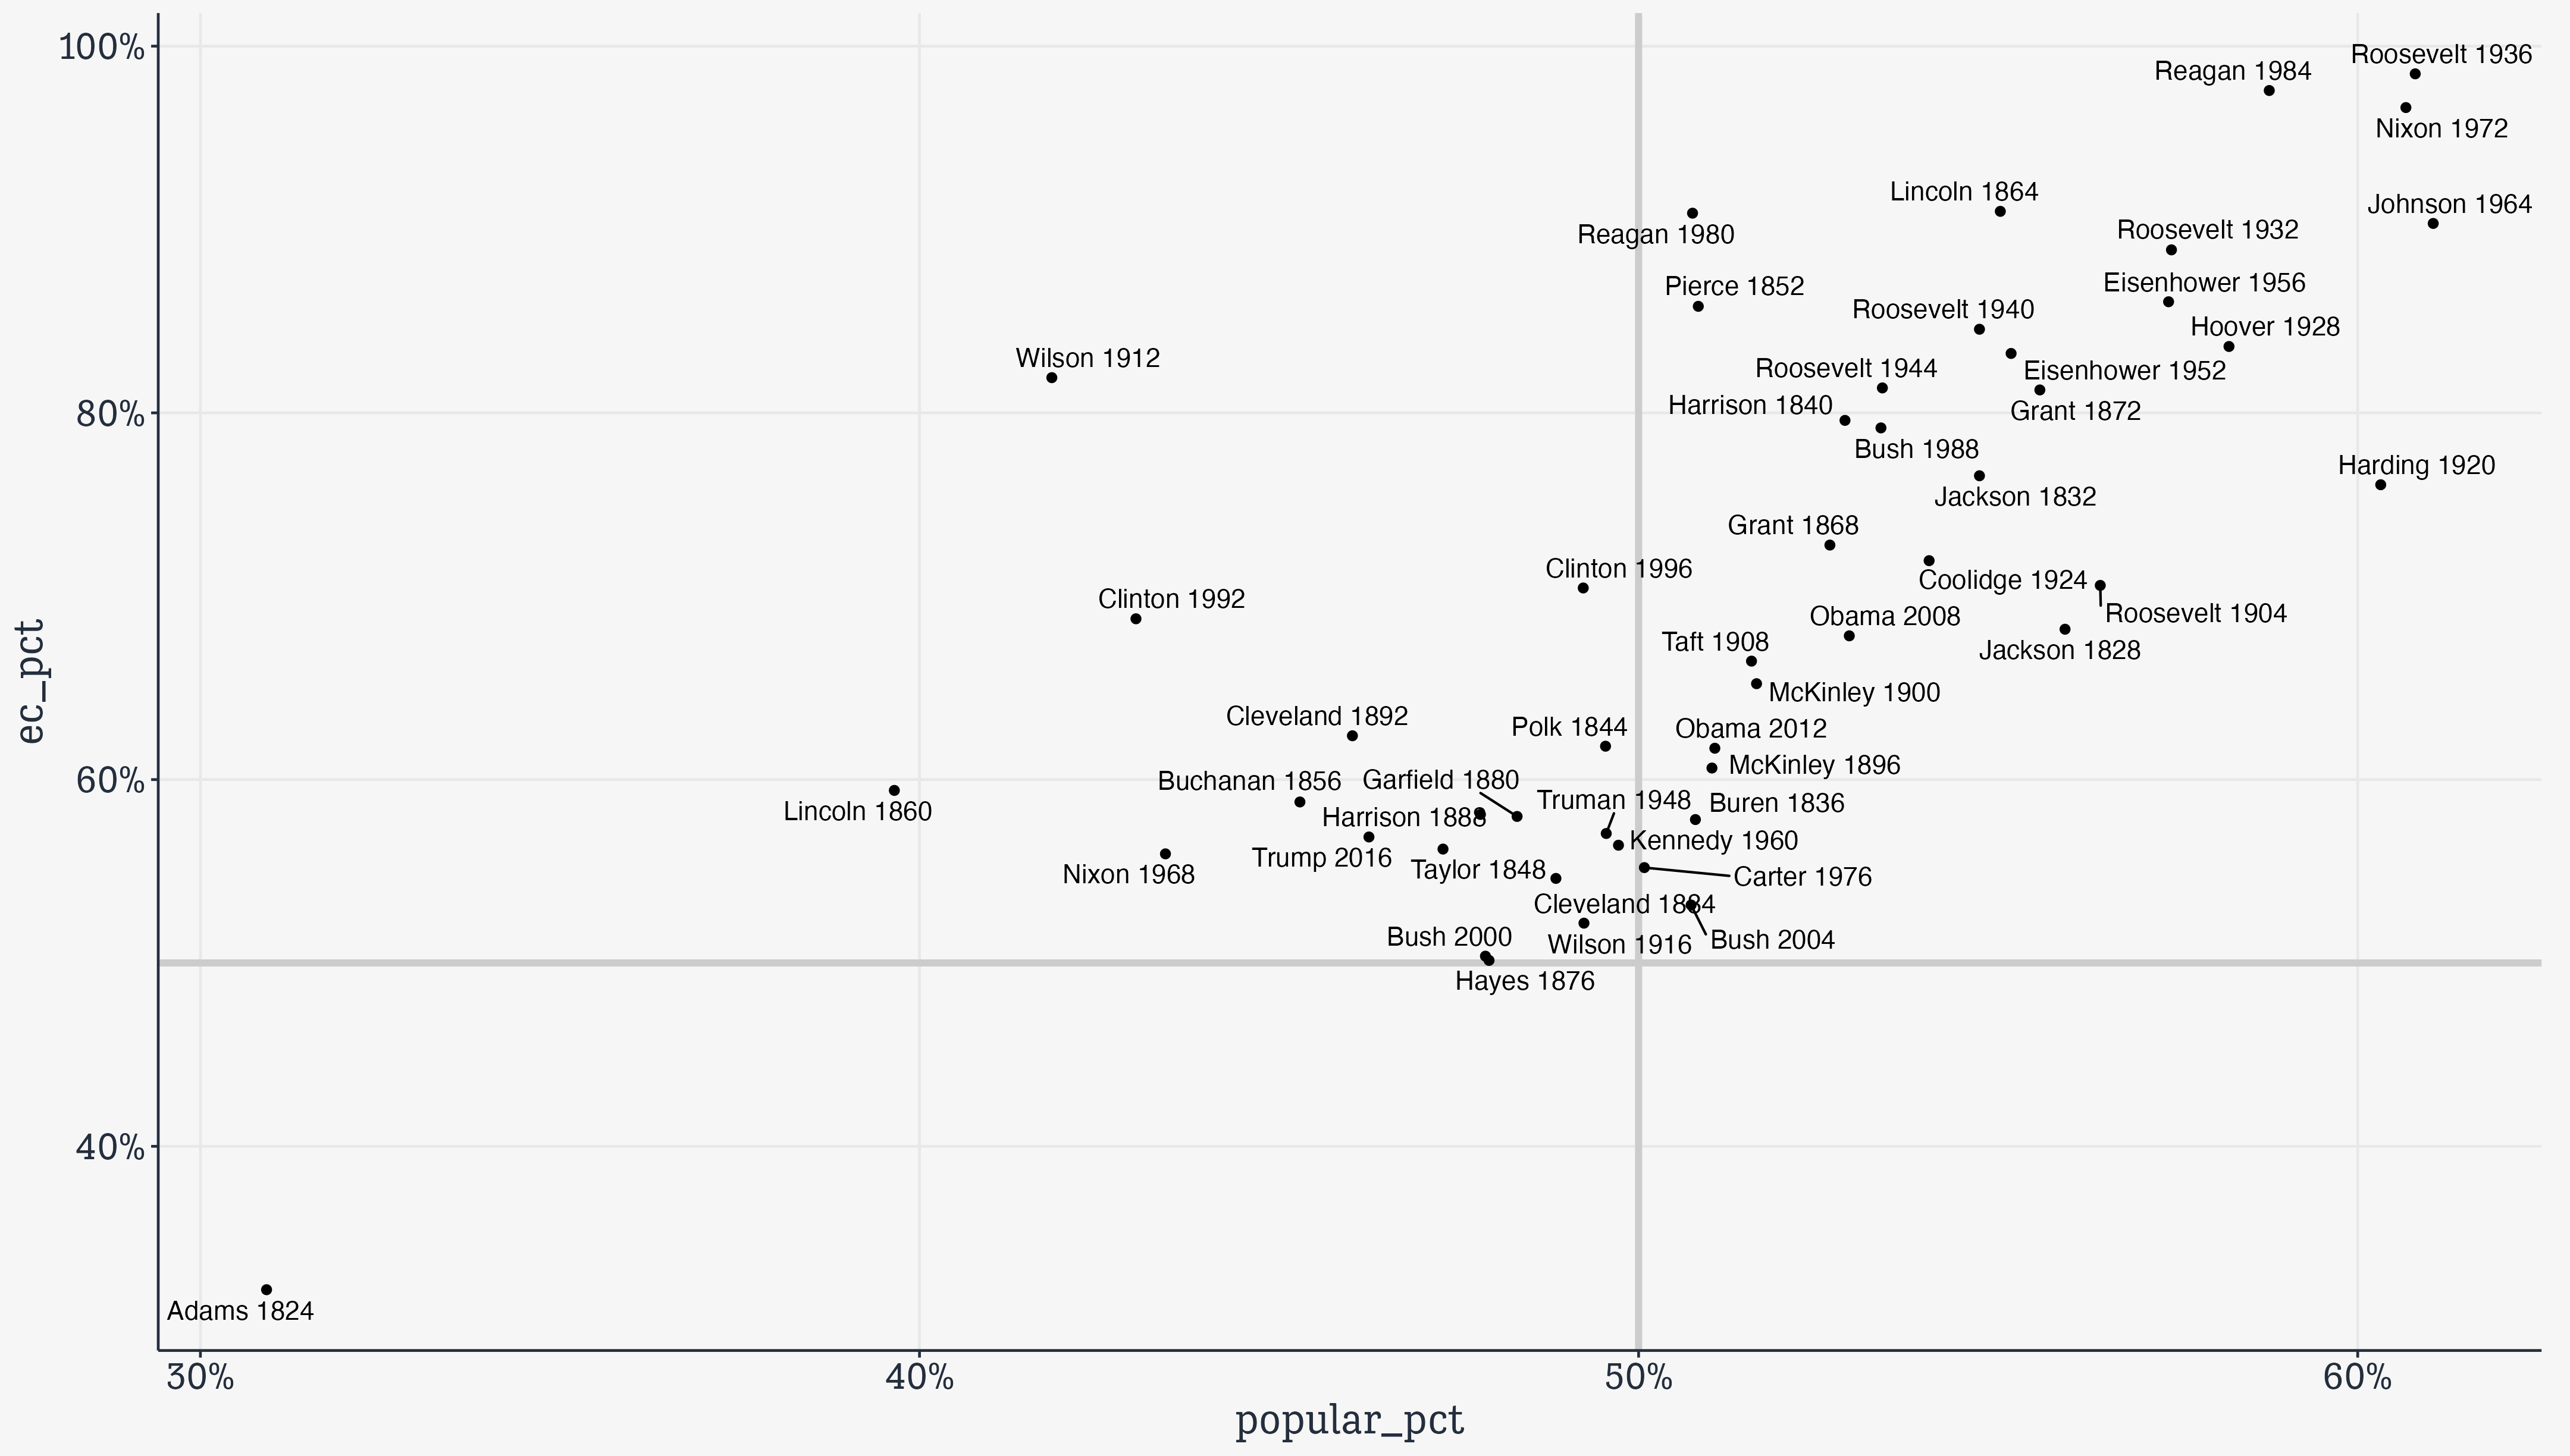 100%
80%
60%
40%
ec_pct
Roosevelt 1936
Reagan 1984
Nixon 1972
Lincoln 1864
Johnson 1964
Reagan 1980
Roosevelt 1932
Pierce 1852
Eisenhower 1956
Roosevelt 1940
Hoover 1928
Wilson 1912
Roosevelt 1944
Eisenhower 1952
Harrison 1840
Grant 1872
Bush 1988
Harding 1920
Jackson 1832
Grant 1868
Clinton 1996
Coolidge 1924
Clinton 1992
Roosevelt 1904
Obama 2008
Taft 1908
Jackson 1828
McKinley 1900
Cleveland 1892
Polk 1844
Obama 2012
McKinley 1896
Buchanan 1856
Garfield 1880
Truman 1948
Buren 1836
Lincoln 1860
Harrison 1888
Kennedy 1960
Trump 2016
Taylor 1848
Nixon 1968
Carter 1976
Cleveland 1884
Bush 2000
Wilson 1916
Bush 2004
Hayes 1876
Adams 1824
30%
40%
50%
60%
popular_pct